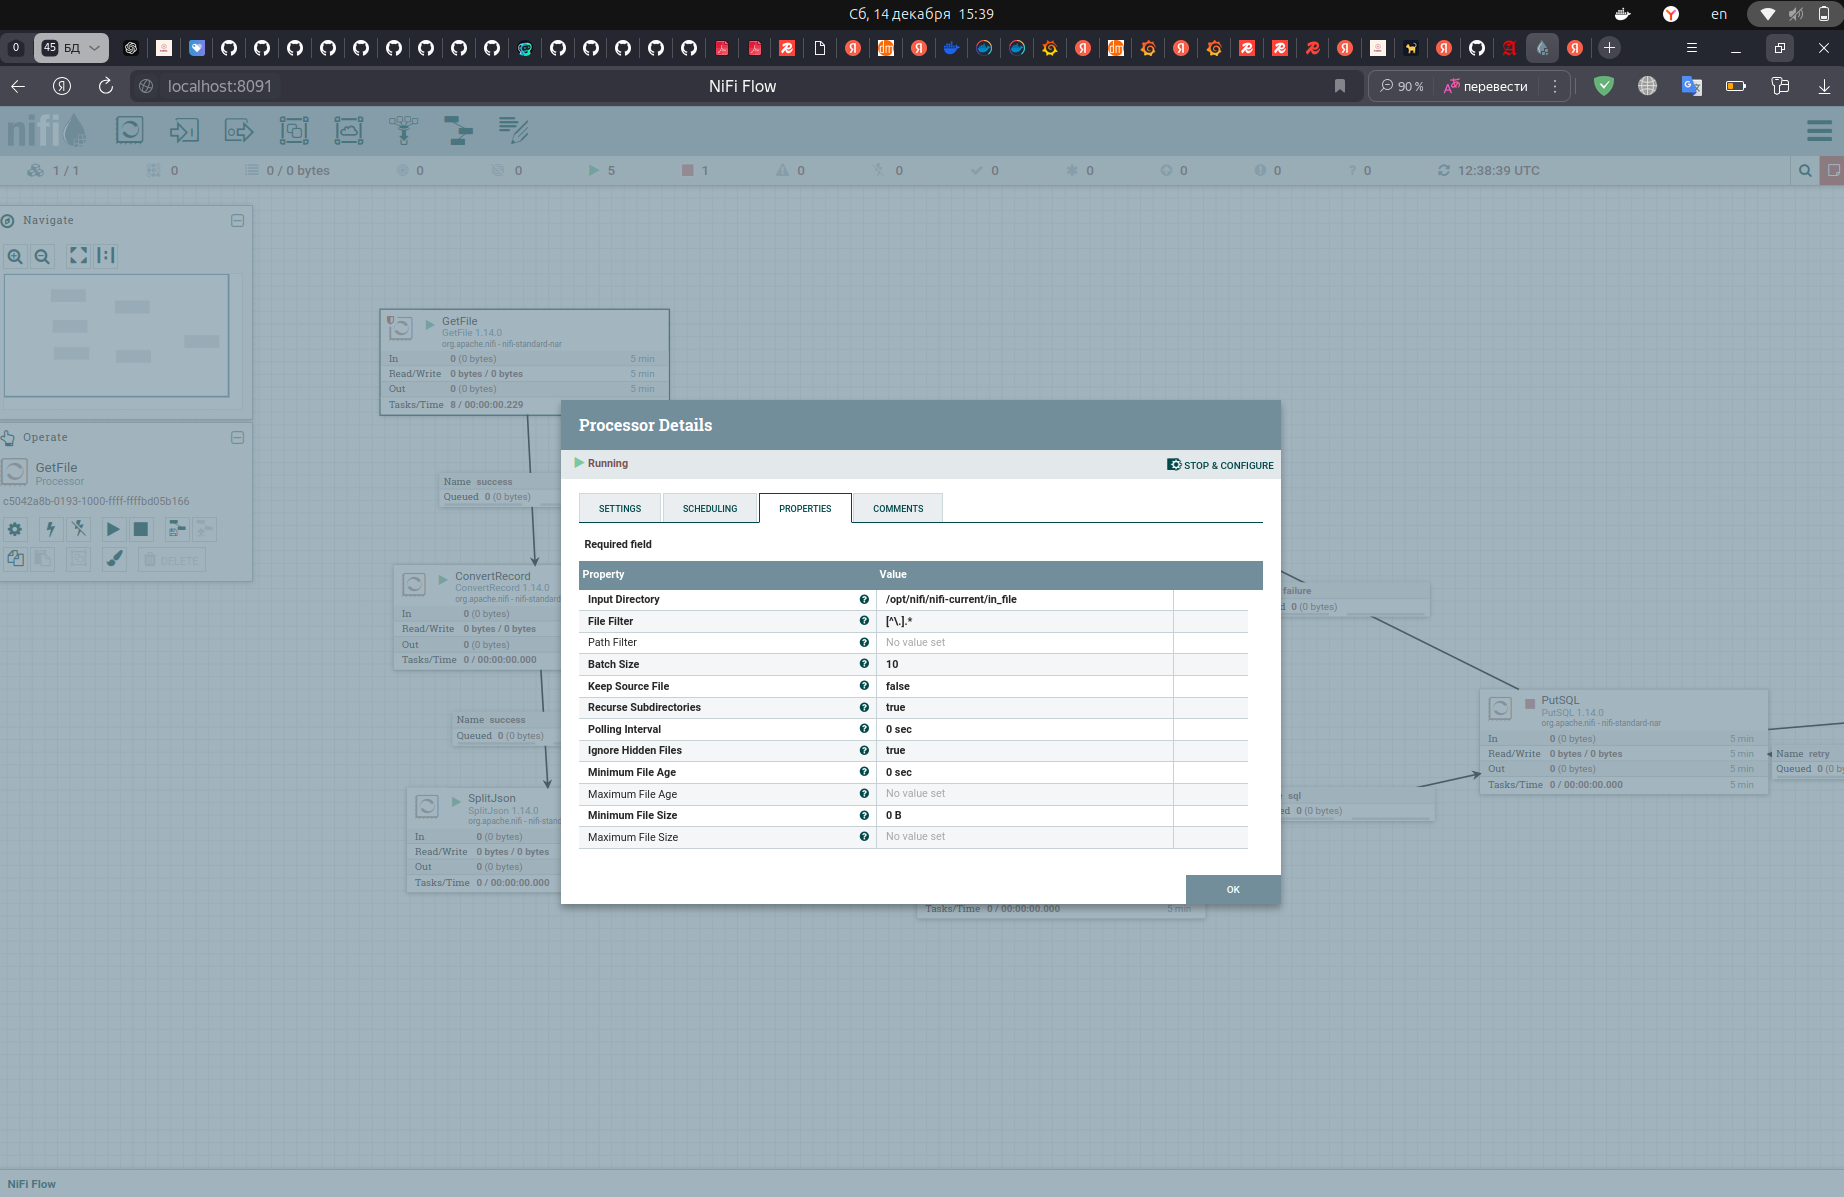 Сб, 14 декабря 15:39
en
0
45 БД
localhost:8091
NiFi Flow
90 %
перевести
nifi
1 / 1
0
0 / 0 bytes
0
0
5
1
0
0
0
0
0
0
0
12:38:39 UTC
Navigate
Operate
GetFile
Processor
c5042a8b-0193-1000-ffff-ffffbd05b166
DELETE
GetFile
GetFile 1.14.0
org.apache.nifi - nifi-standard-nar
In 0 (0 bytes) 5 min
Read/Write 0 bytes / 0 bytes 5 min
Out 0 (0 bytes) 5 min
Tasks/Time 8 / 00:00:00.229
Name success
Queued 0 (0 bytes)
ConvertRecord
ConvertRecord 1.14.0
org.apache.nifi - nifi-standard
In 0 (0 bytes)
Read/Write 0 bytes / 0 bytes
Out 0 (0 bytes)
Tasks/Time 0 / 00:00:00.000
Name success
Queued 0 (0 bytes)
SplitJson
SplitJson 1.14.0
org.apache.nifi - nifi-stand
In 0 (0 bytes)
Read/Write 0 bytes / 0 bytes
Out 0 (0 bytes)
Tasks/Time 0 / 00:00:00.000
Processor Details
Running
STOP & CONFIGURE
SETTINGS
SCHEDULING
PROPERTIES
COMMENTS
Required field
Property Value
Input Directory /opt/nifi/nifi-current/in_file
File Filter [^\.].*
Path Filter No value set
Batch Size 10
Keep Source File false
Recurse Subdirectories true
Polling Interval 0 sec
Ignore Hidden Files true
Minimum File Age 0 sec
Maximum File Age No value set
Minimum File Size 0 B
Maximum File Size No value set
OK
Tasks/Time 0 / 00:00:00.000 5 min
failure
d 0 (0 bytes)
PutSQL
PutSQL 1.14.0
org.apache.nifi - nifi-standard-nar
In 0 (0 bytes) 5 min
Read/Write 0 bytes / 0 bytes 5 min
Out 0 (0 bytes) 5 min
Tasks/Time 0 / 00:00:00.000 5 min
Name retry
Queued 0 (0 by
sql
ed 0 (0 bytes)
NiFi Flow